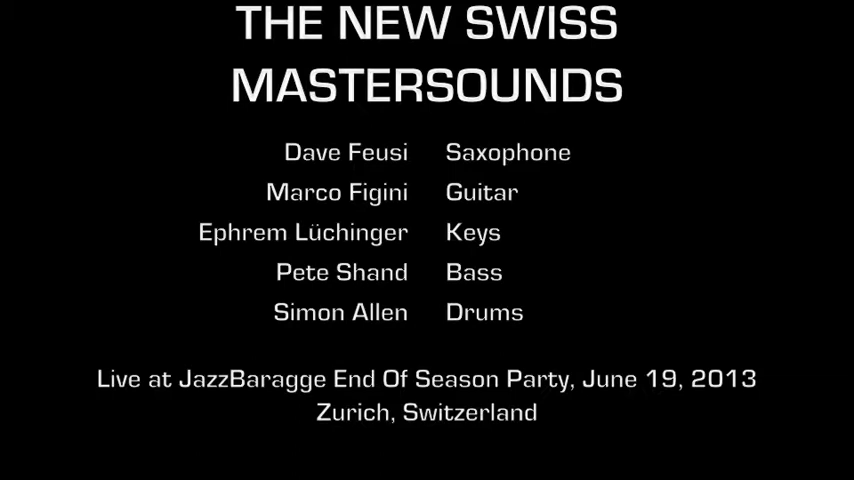 THE NEW SWISS
MASTERSOUNDS
Dave Feusi Saxophone
Marco Figini Guitar
Ephrem Lüchinger Keys
Pete Shand Bass
Simon Allen Drums
Live at JazzBaragge End Of Season Party, June 19, 2013
Zurich, Switzerland